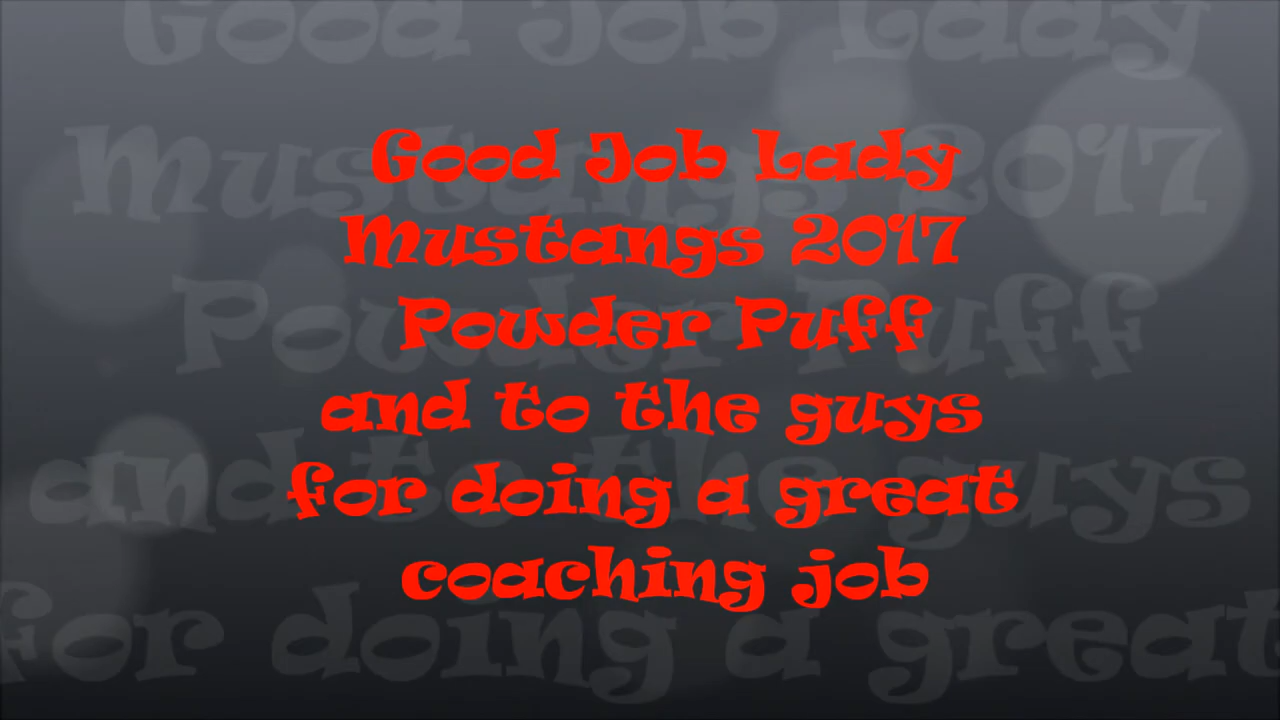 Good Job Lady
Mustangs 2017
Powder Puff
and to the guys
for doing a great
coaching job